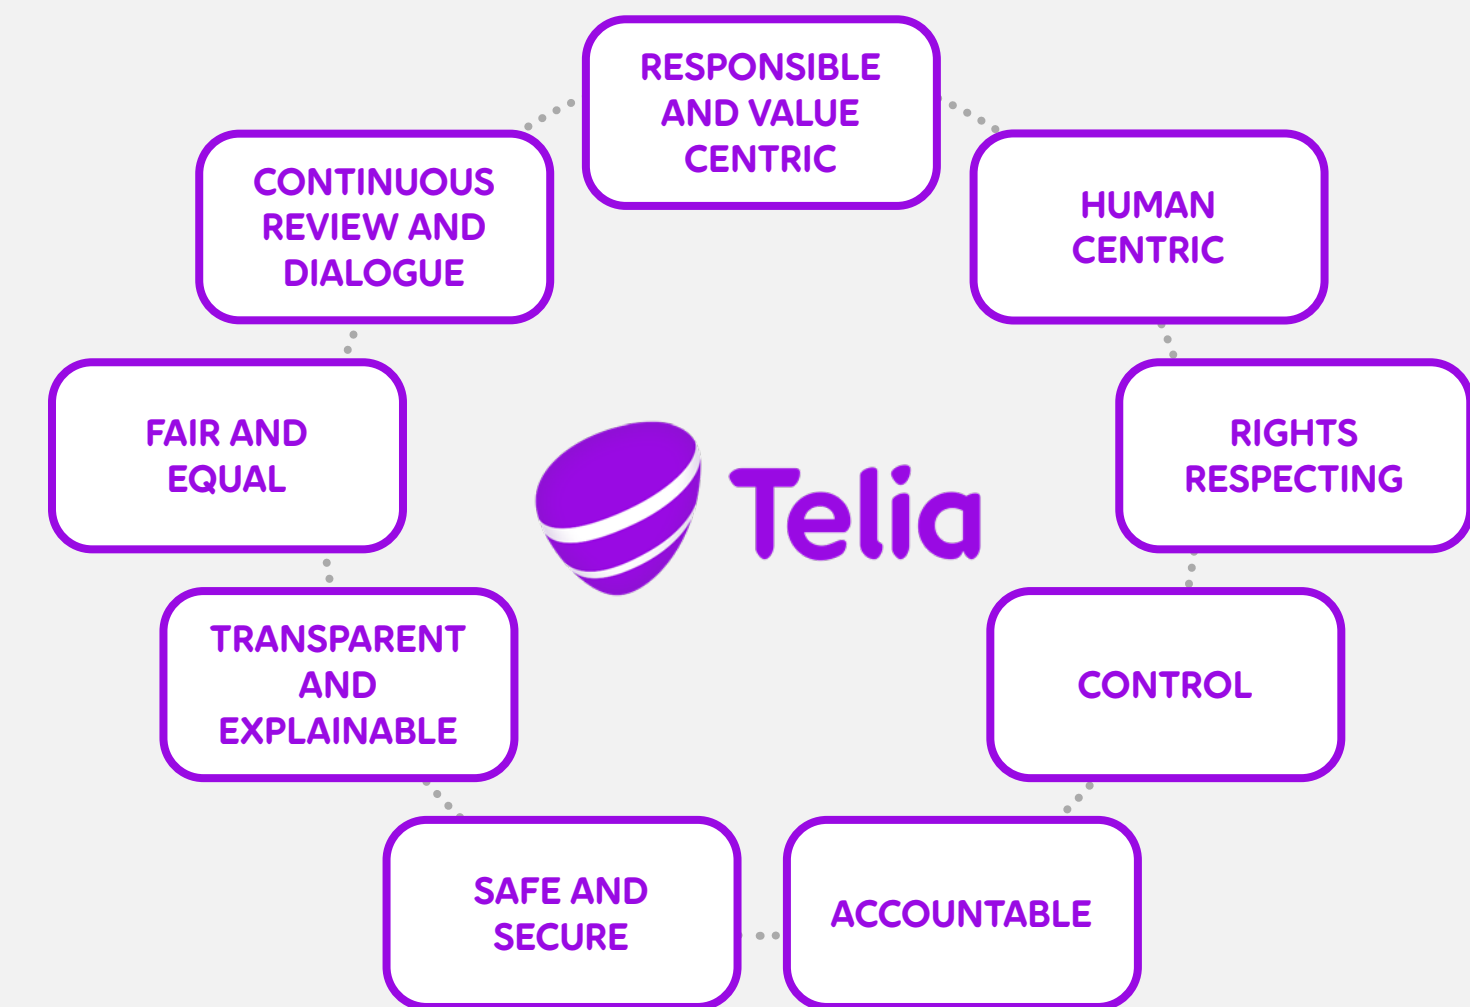 RESPONSIBLE
AND VALUE
CENTRIC
HUMAN
CENTRIC
RIGHTS
RESPECTING
CONTROL
ACCOUNTABLE
SAFE AND
SECURE
TRANSPARENT
AND
EXPLAINABLE
FAIR AND
EQUAL
CONTINUOUS
REVIEW AND
DIALOGUE
Telia